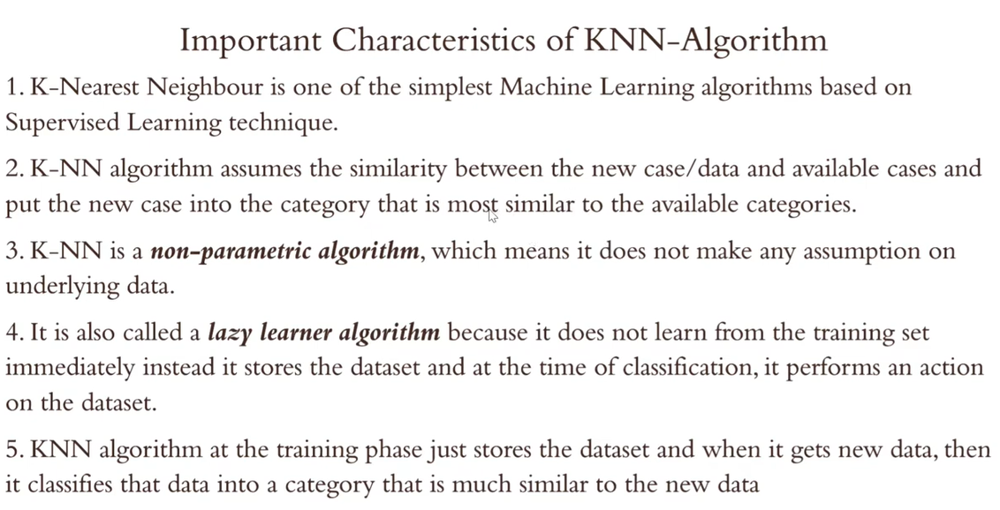 Important Characteristics of KNN-Algorithm
1. K-Nearest Neighbour is one of the simplest Machine Learning algorithms based on
Supervised Learning technique.
2. K-NN algorithm assumes the similarity between the new case/data and available cases and
put the new case into the category that is most similar to the available categories.
3. K-NN is a non-parametric algorithm, which means it does not make any assumption on
underlying data.
4. It is also called a lazy learner algorithm because it does not learn from the training set
immediately instead it stores the dataset and at the time of classification, it performs an action
on the dataset.
5. KNN algorithm at the training phase just stores the dataset and when it gets new data, then
it classifies that data into a category that is much similar to the new data